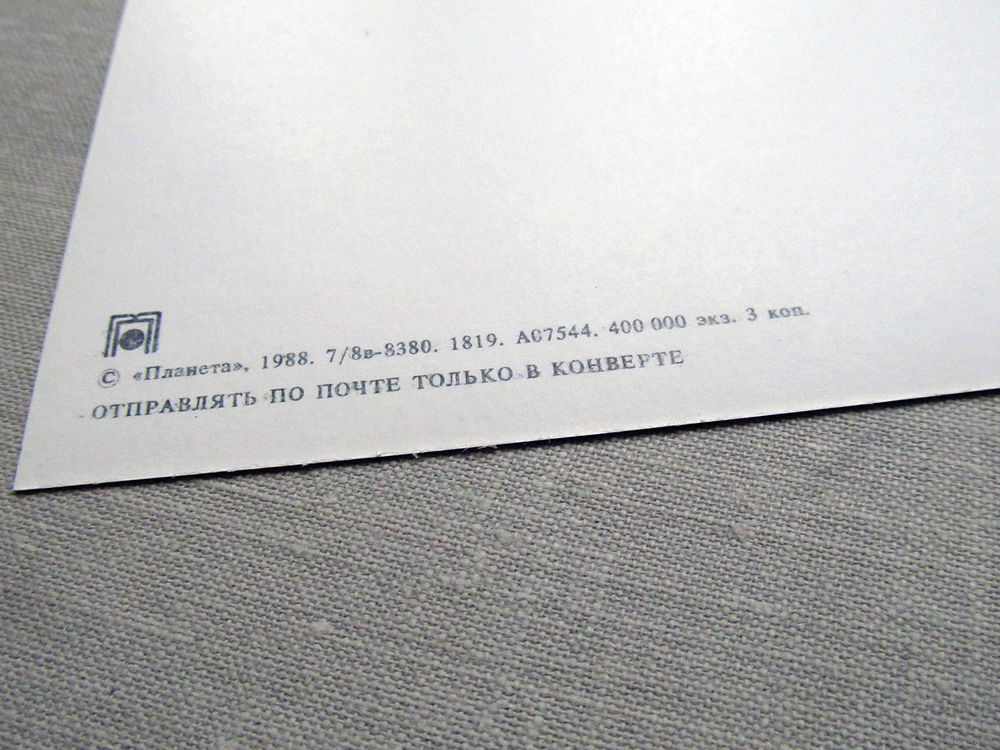 © «Планета», 1988. 7/8в-8380. 1819. А07544. 400 000 экз. 3 коп.
ОТПРАВЛЯТЬ ПО ПОЧТЕ ТОЛЬКО В КОНВЕРТЕ